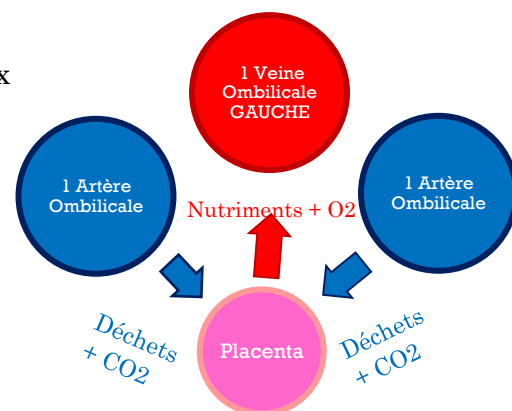 x
1 Veine
Ombilicale
GAUCHE
1 Artère
Ombilicale
1 Artère
Ombilicale
Nutriments + O2
Déchets
+ CO2
Placenta
Déchets
+ CO2